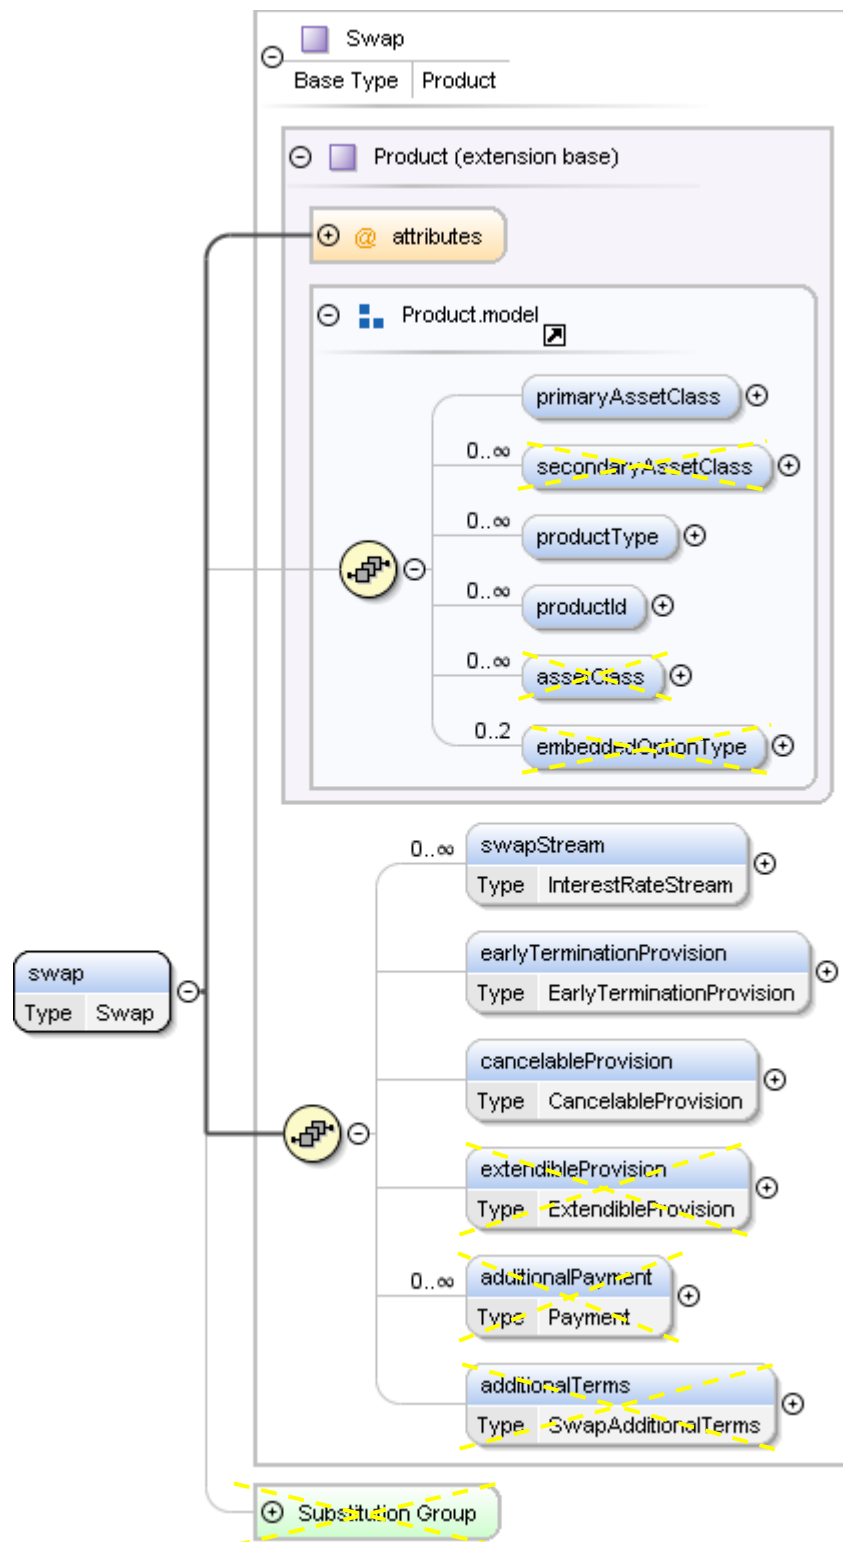 Swap
Base Type Product
Product (extension base)
@ attributes
Product.model
primaryAssetClass
0..∞
secondaryAssetClass
0..∞
productType
0..∞
productId
0..∞
assetClass
0..2
embeddedOptionType
0..∞
swapStream
Type InterestRateStream
earlyTerminationProvision
Type EarlyTerminationProvision
swap
Type Swap
cancelableProvision
Type CancelableProvision
extendibleProvision
Type ExtendibleProvision
0..∞
additionalPayment
Type Payment
additionalTerms
Type SwapAdditionalTerms
Substitution Group